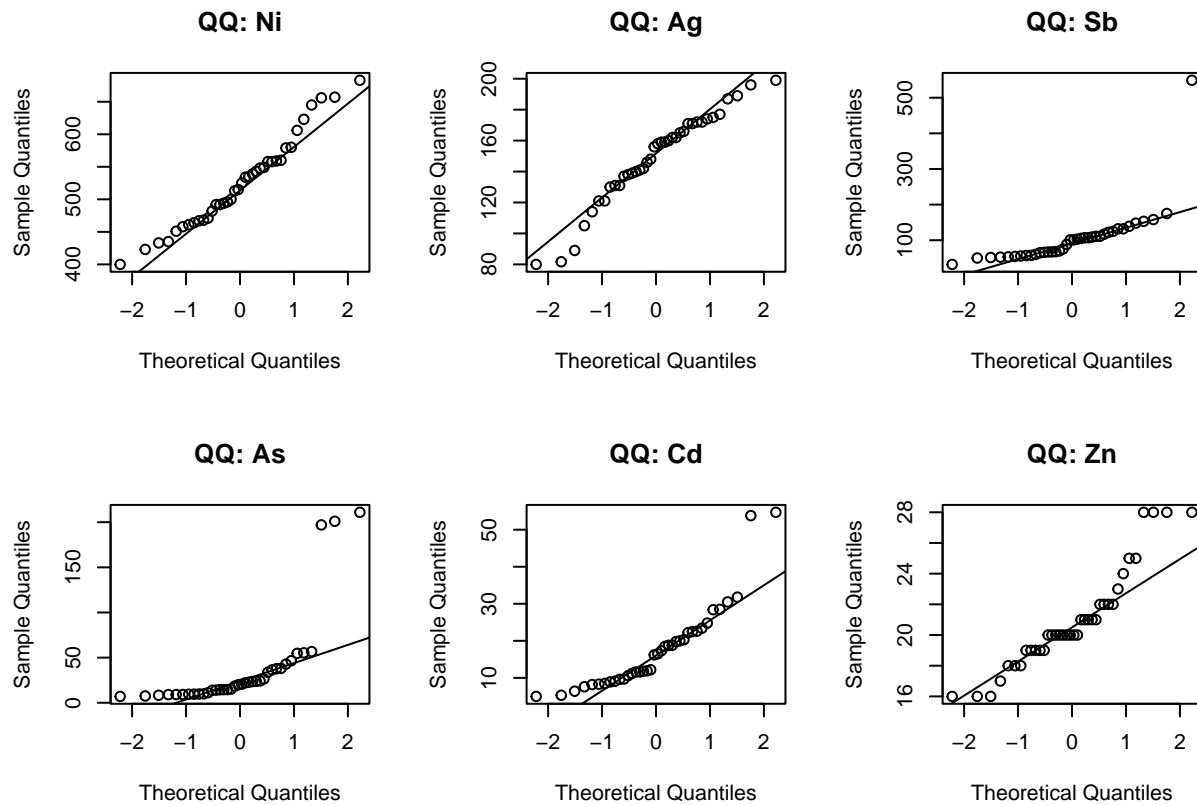 QQ: Ni
Sample Quantiles
400 500 600
−2 −1 0 1 2
Theoretical Quantiles
QQ: Ag
Sample Quantiles
80 120 160 200
−2 −1 0 1 2
Theoretical Quantiles
QQ: Sb
Sample Quantiles
100 300 500
−2 −1 0 1 2
Theoretical Quantiles
QQ: As
Sample Quantiles
0 50 150
−2 −1 0 1 2
Theoretical Quantiles
QQ: Cd
Sample Quantiles
10 30 50
−2 −1 0 1 2
Theoretical Quantiles
QQ: Zn
Sample Quantiles
16 20 24 28
−2 −1 0 1 2
Theoretical Quantiles